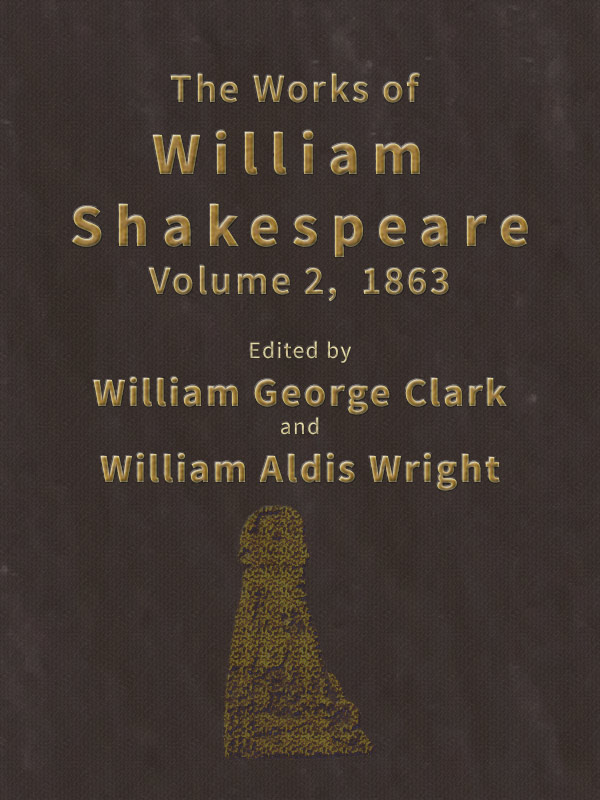 The Works of
William
Shakespeare
Volume 2, 1863
Edited by
William George Clark
and
William Aldis Wright